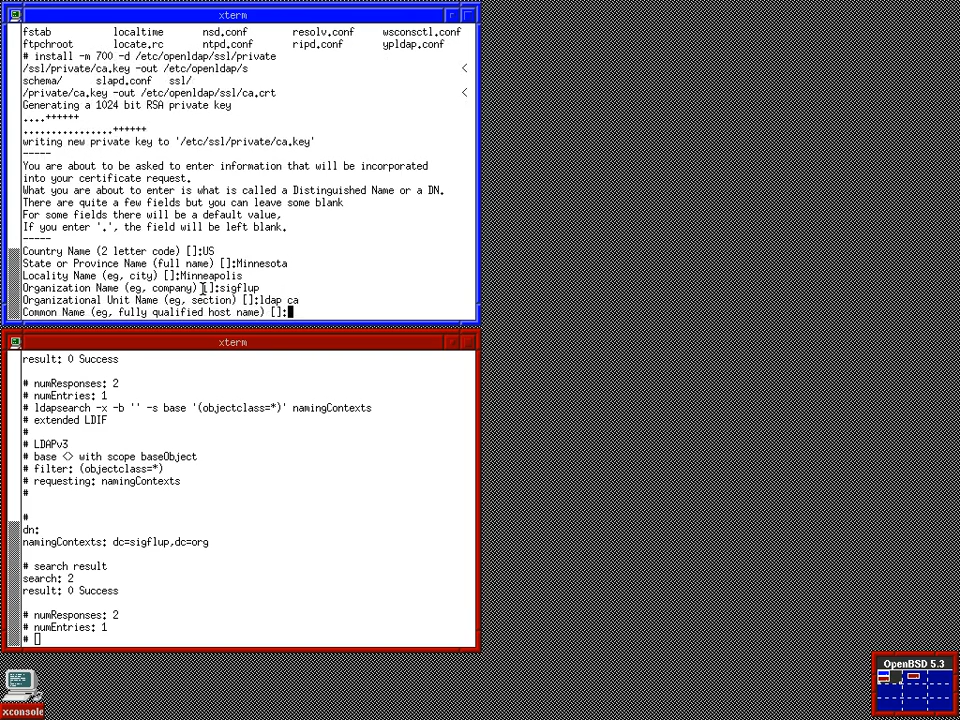 xterm
fstab localtime nsd.conf resolv.conf wsconsctl.conf
ftpchroot locate.rc ntpd.conf ripd.conf ypldap.conf
# install -m 700 -d /etc/openldap/ssl/private
/ssl/private/ca.key -out /etc/openldap/s <
schema/ slapd.conf ssl/
/private/ca.key -out /etc/openldap/ssl/ca.crt <
Generating a 1024 bit RSA private key
....++++++
................++++++
writing new private key to '/etc/ssl/private/ca.key'
-----
You are about to be asked to enter information that will be incorporated
into your certificate request.
What you are about to enter is what is called a Distinguished Name or a DN.
There are quite a few fields but you can leave some blank
For some fields there will be a default value,
If you enter '.', the field will be left blank.
-----
Country Name (2 letter code) []:US
State or Province Name (full name) []:Minnesota
Locality Name (eg, city) []:Minneapolis
Organization Name (eg, company) []:sigflup
Organizational Unit Name (eg, section) []:ldap ca
Common Name (eg, fully qualified host name) []:
xterm
result: 0 Success
# numResponses: 2
# numEntries: 1
# ldapsearch -x -b '' -s base '(objectclass=*)' namingContexts
# extended LDIF
#
# LDAPv3
# base <> with scope baseObject
# filter: (objectclass=*)
# requesting: namingContexts
#
#
dn:
namingContexts: dc=sigflup,dc=org
# search result
search: 2
result: 0 Success
# numResponses: 2
# numEntries: 1
#
xconsole
OpenBSD 5.3